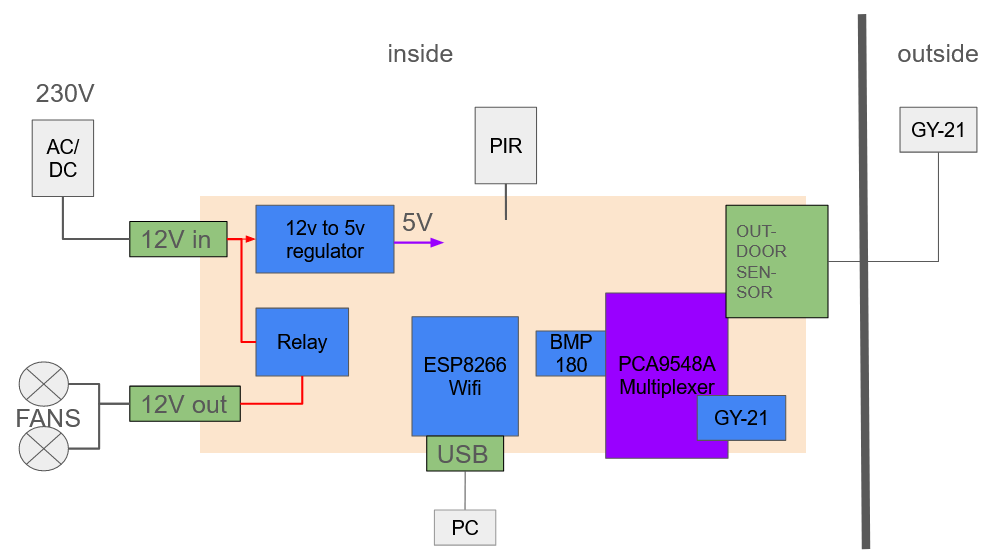 inside
outside
230V
AC/
DC
PIR
GY-21
12V in
12v to 5v
regulator
5V
OUT-
DOOR
SEN-
SOR
Relay
ESP8266
Wifi
BMP
180
PCA9548A
Multiplexer
FANS
12V out
GY-21
USB
PC